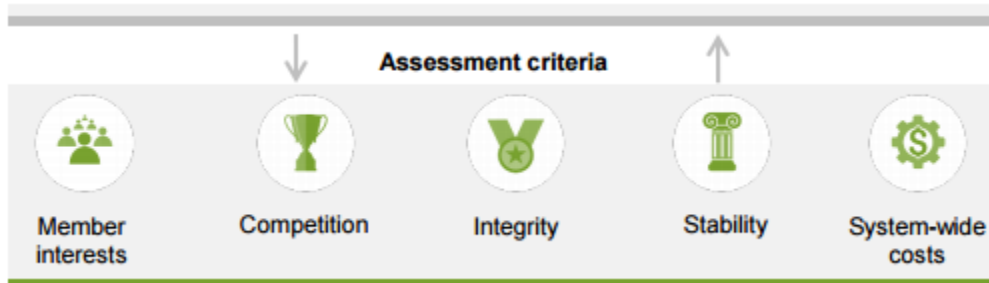 Assessment criteria
Member
interests
Competition
Integrity
Stability
System-wide
costs